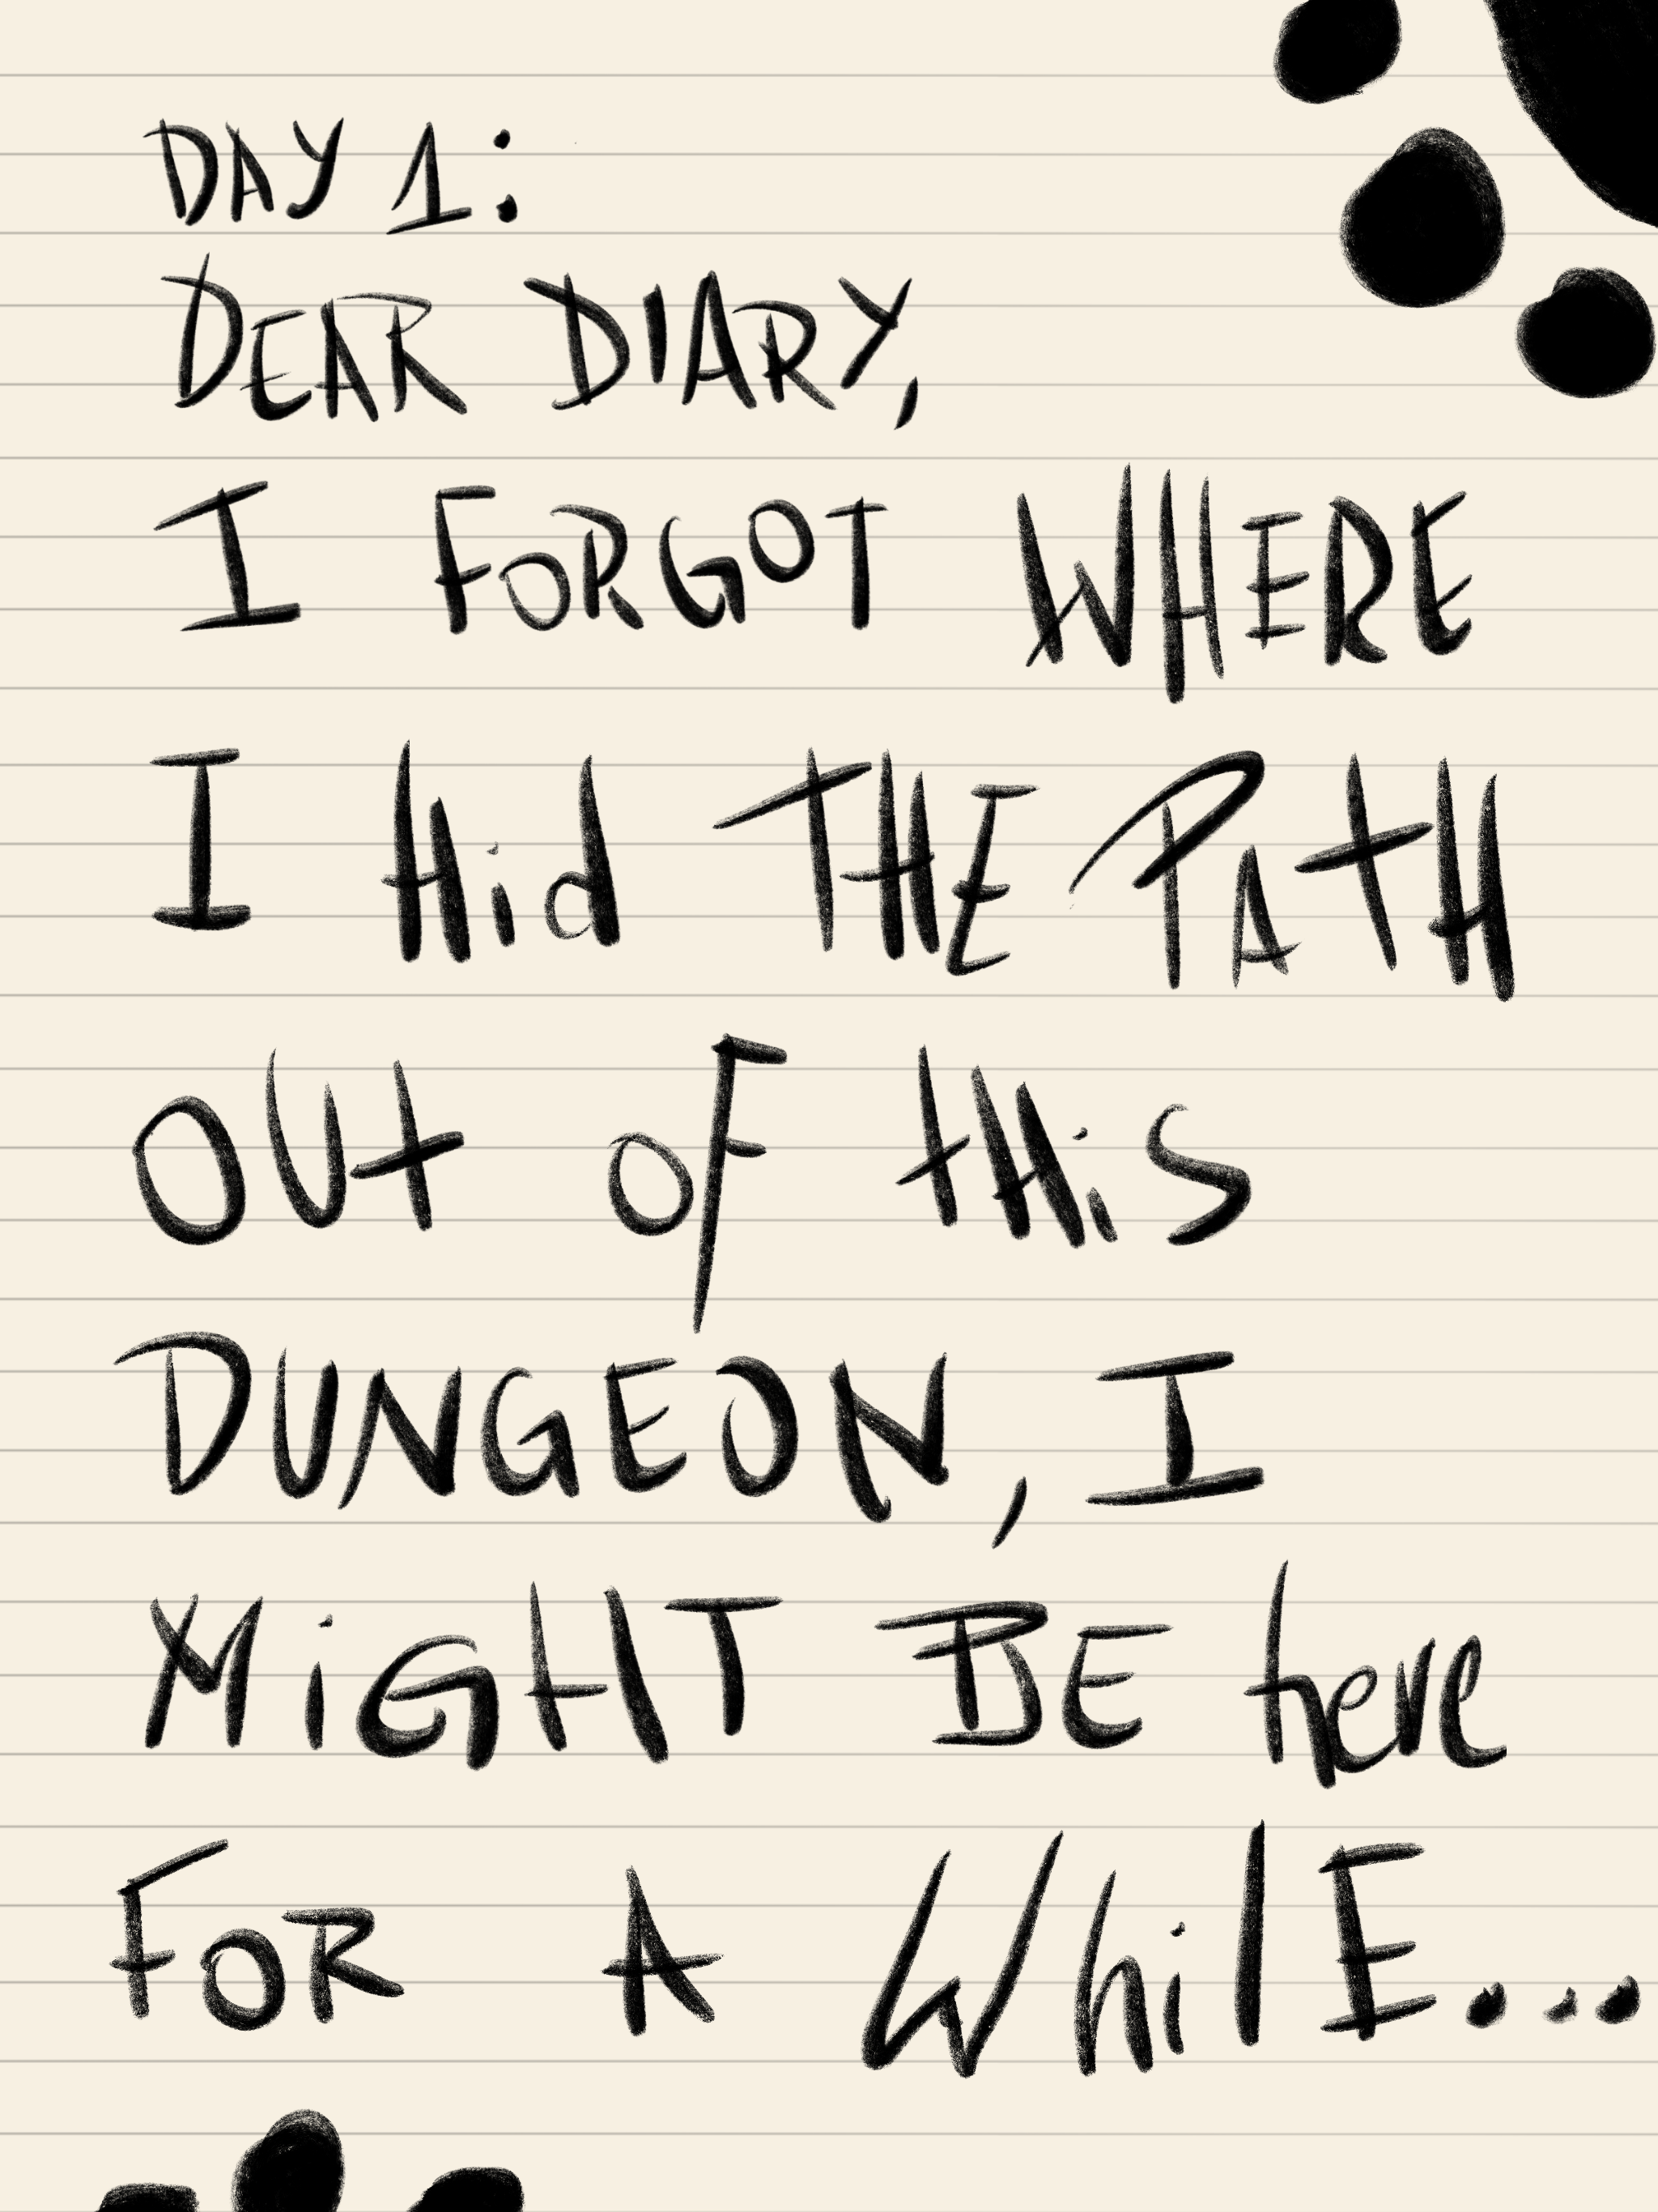 DAY 1:
DEAR DIARY,
I FORGOT WHERE
I Hid THE PATH
OUt oF tHis
DUNGEON, I
MiGHT BE here
FOR A WhilE...